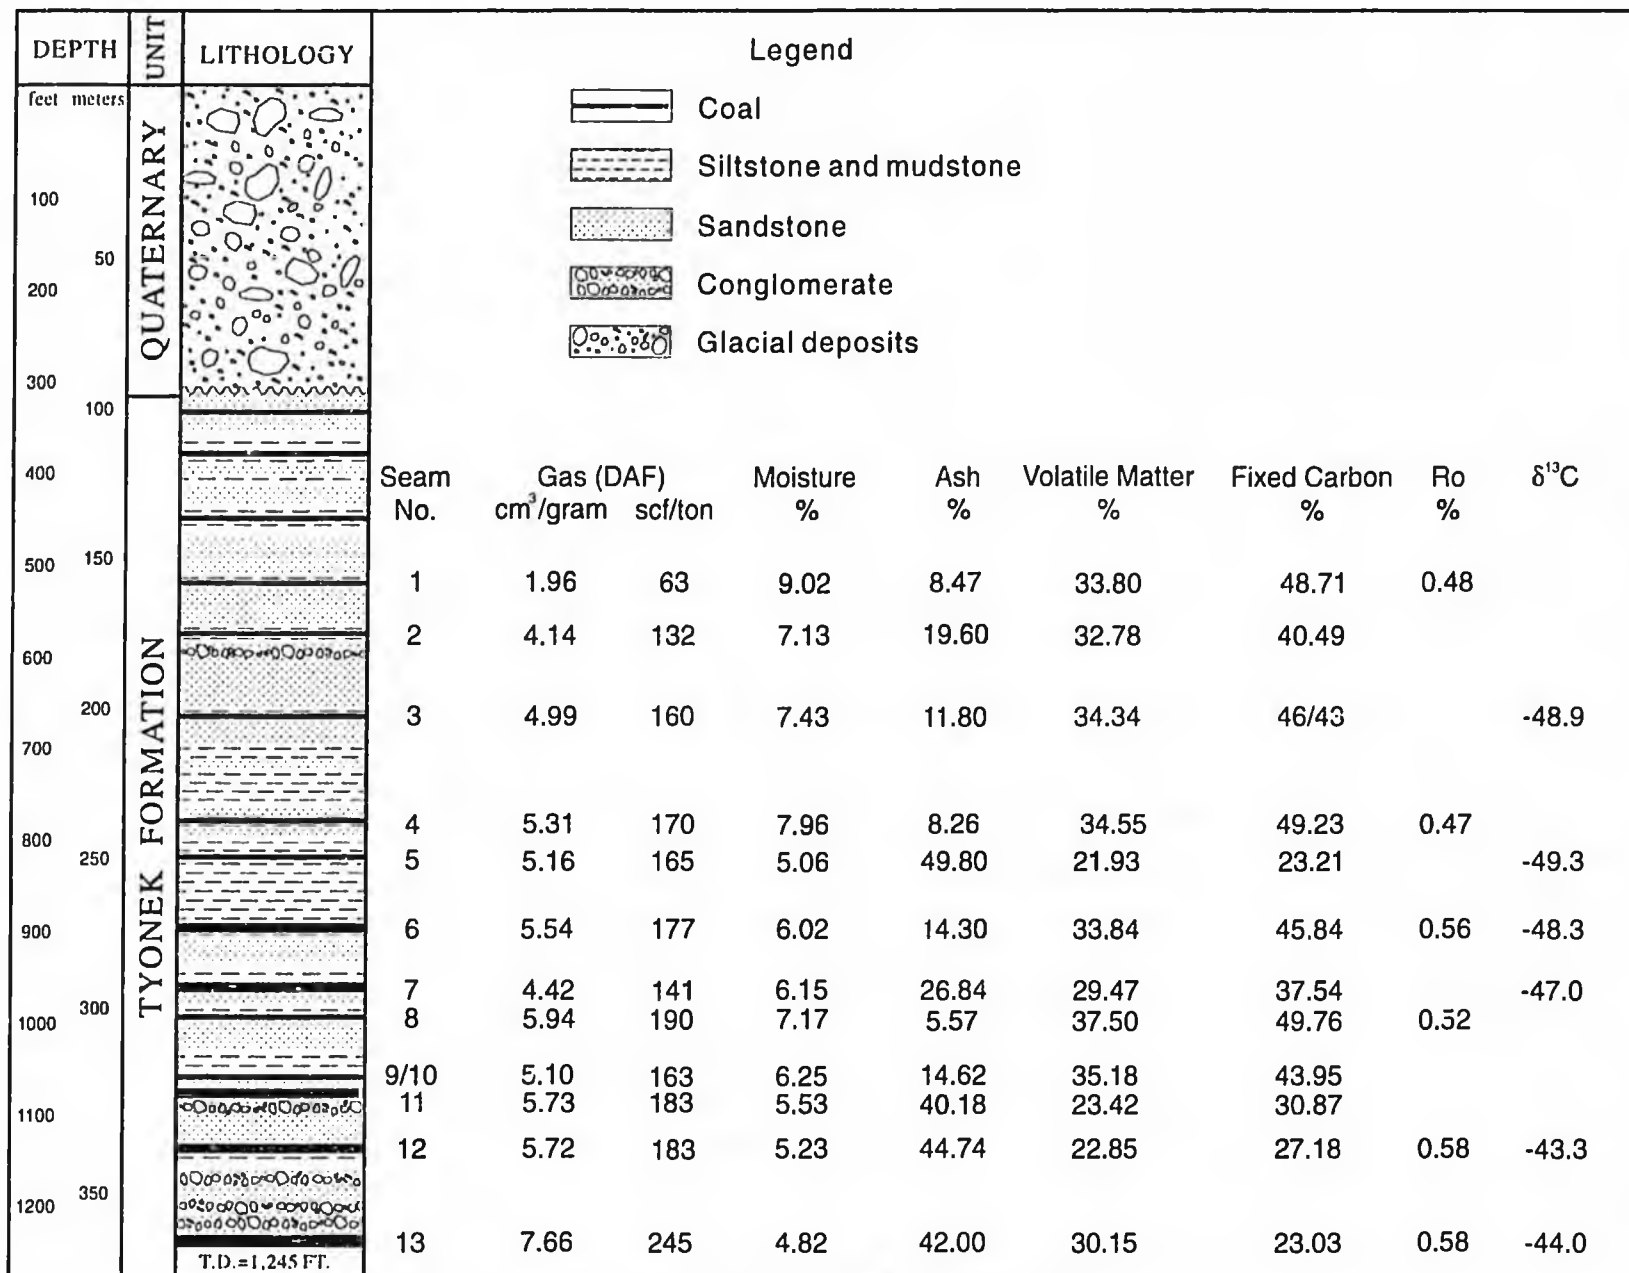 DEPTH UNIT LITHOLOGY
feet meters
100
50
200
300
100
400
500
150
600
200
700
800
250
900
300
1000
1100
350
1200
QUATERNARY
TYONEK FORMATION
T.D.=1,245 FT.
Legend
Coal
Siltstone and mudstone
Sandstone
Conglomerate
Glacial deposits
Seam Gas (DAF) Moisture Ash Volatile Matter Fixed Carbon Ro δ¹³C
No. cm³/gram scf/ton % % % % %
1 1.96 63 9.02 8.47 33.80 48.71 0.48
2 4.14 132 7.13 19.60 32.78 40.49
3 4.99 160 7.43 11.80 34.34 46/43 -48.9
4 5.31 170 7.96 8.26 34.55 49.23 0.47
5 5.16 165 5.06 49.80 21.93 23.21 -49.3
6 5.54 177 6.02 14.30 33.84 45.84 0.56 -48.3
7 4.42 141 6.15 26.84 29.47 37.54 -47.0
8 5.94 190 7.17 5.57 37.50 49.76 0.52
9/10 5.10 163 6.25 14.62 35.18 43.95
11 5.73 183 5.53 40.18 23.42 30.87
12 5.72 183 5.23 44.74 22.85 27.18 0.58 -43.3
13 7.66 245 4.82 42.00 30.15 23.03 0.58 -44.0